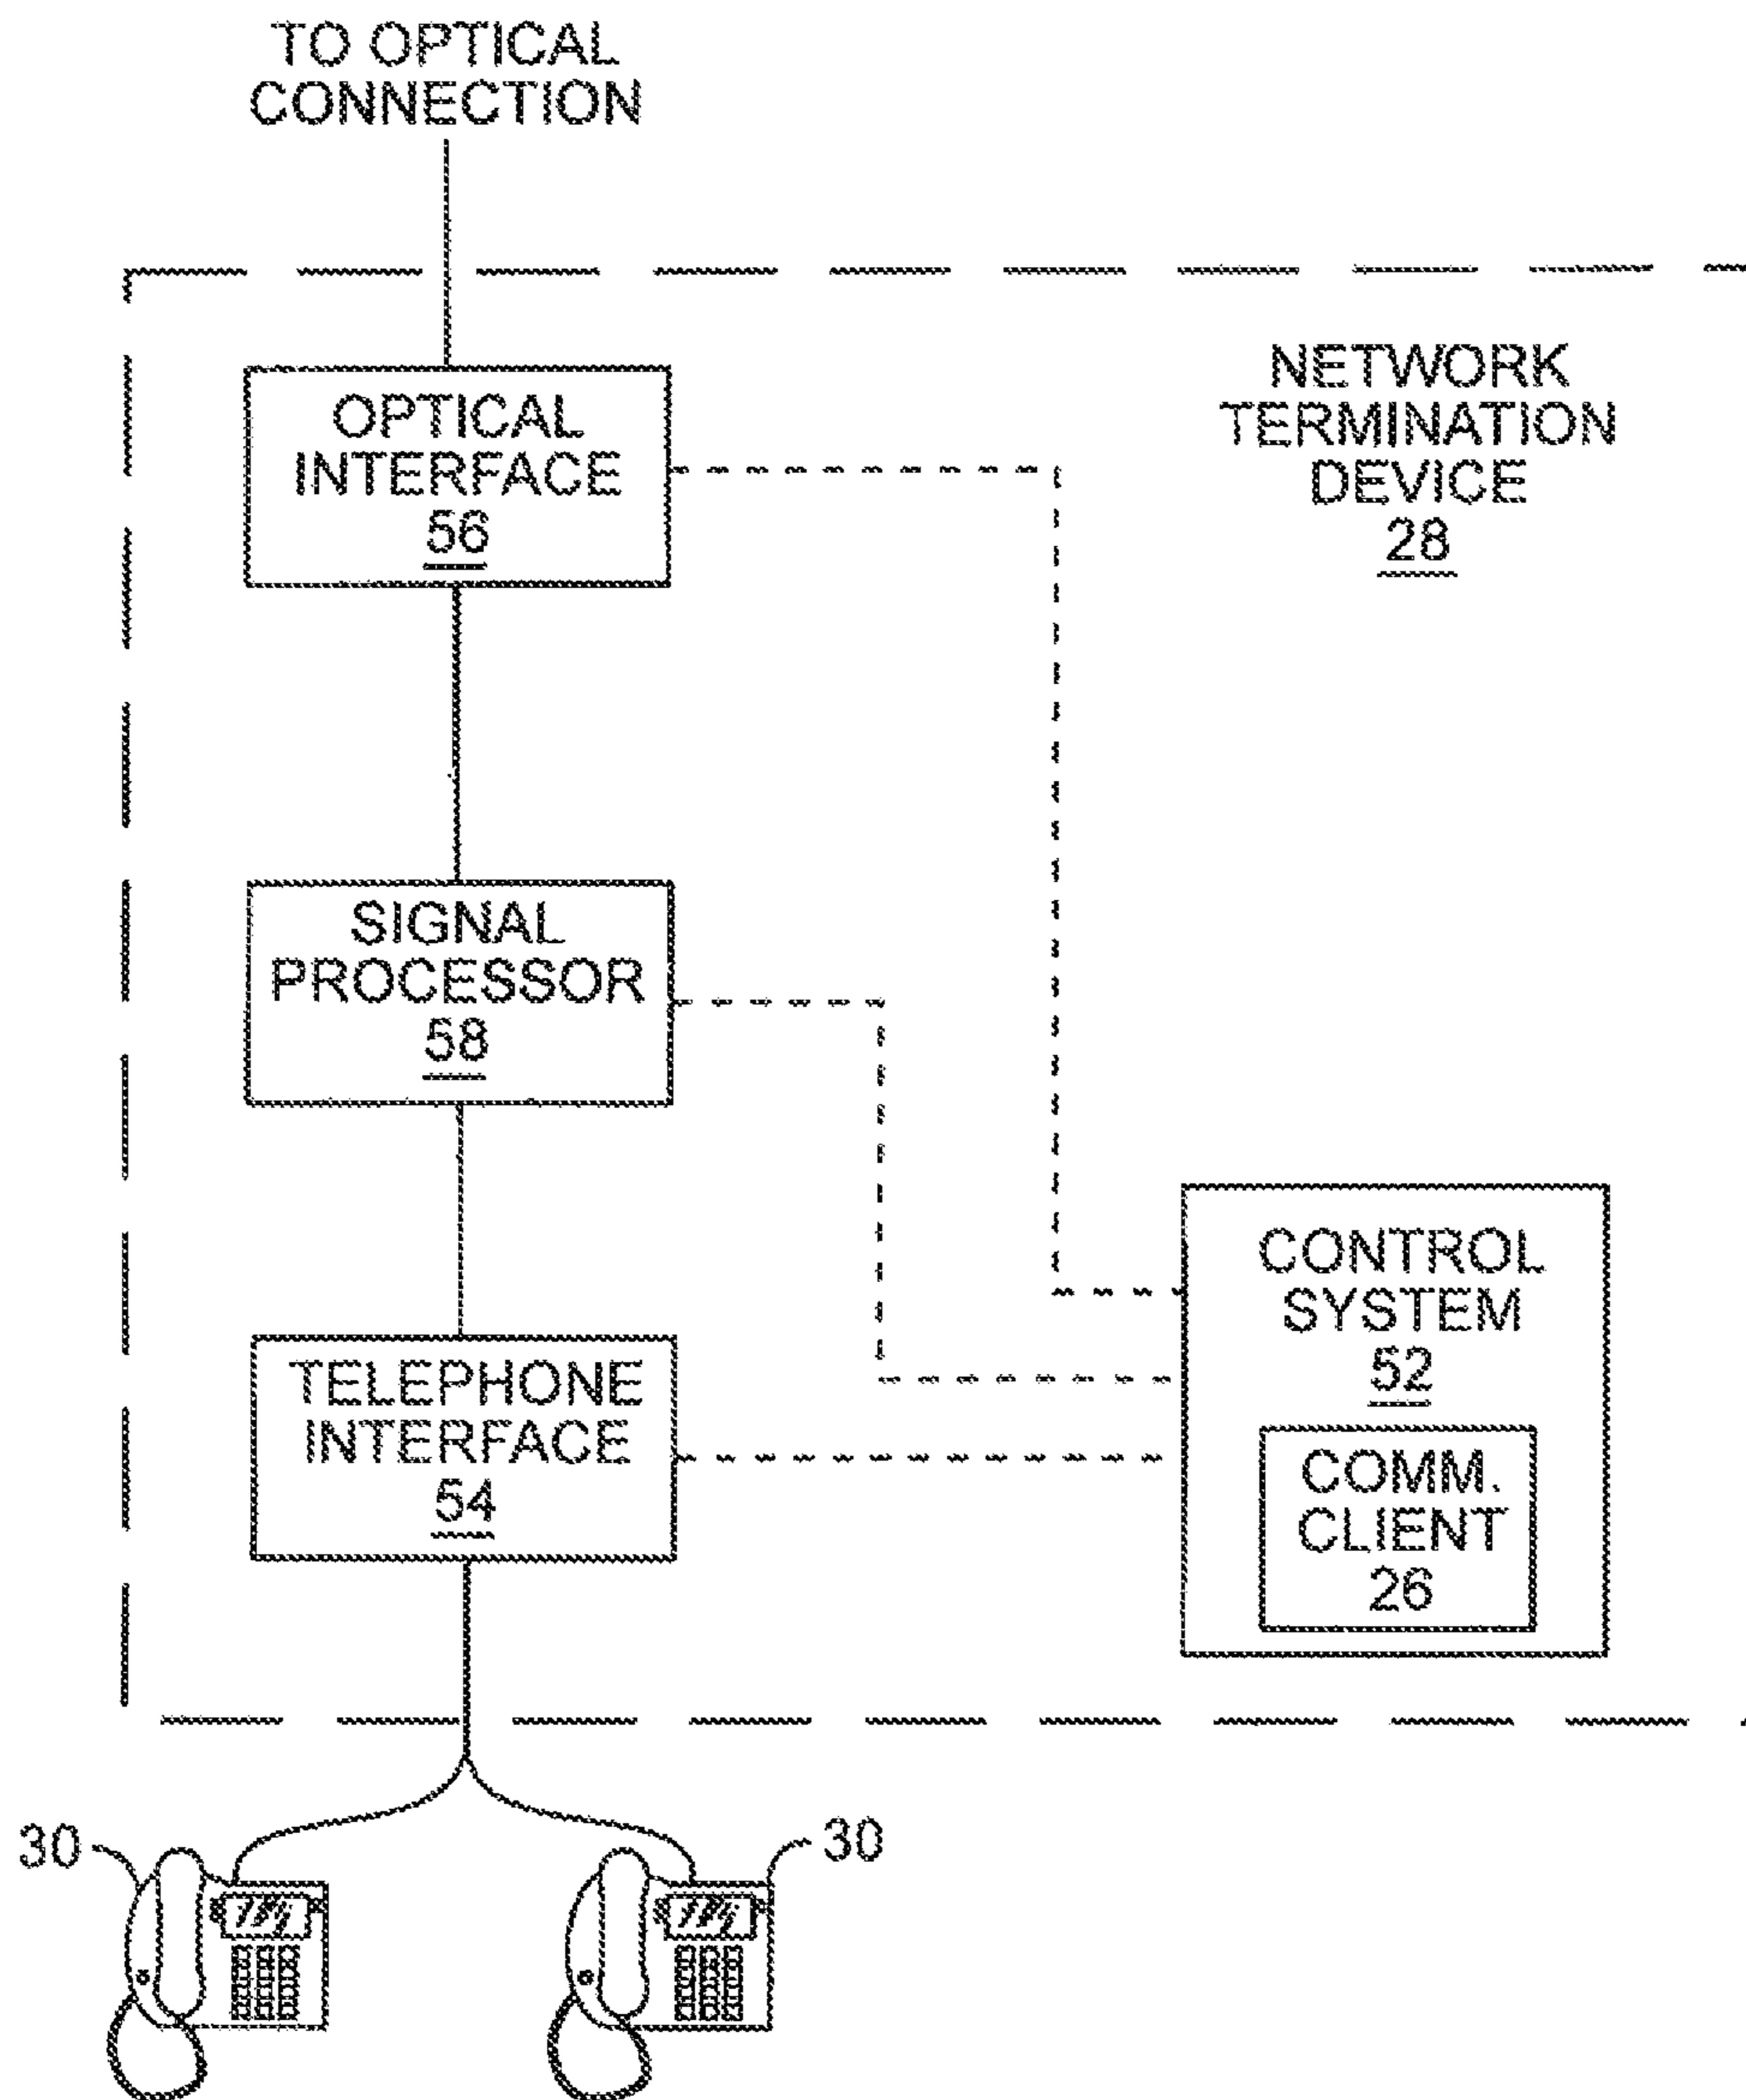 TO OPTICAL
CONNECTION
OPTICAL
INTERFACE
56
NETWORK
TERMINATION
DEVICE
28
SIGNAL
PROCESSOR
58
CONTROL
SYSTEM
52
TELEPHONE
INTERFACE
54
COMM.
CLIENT
26
30
30